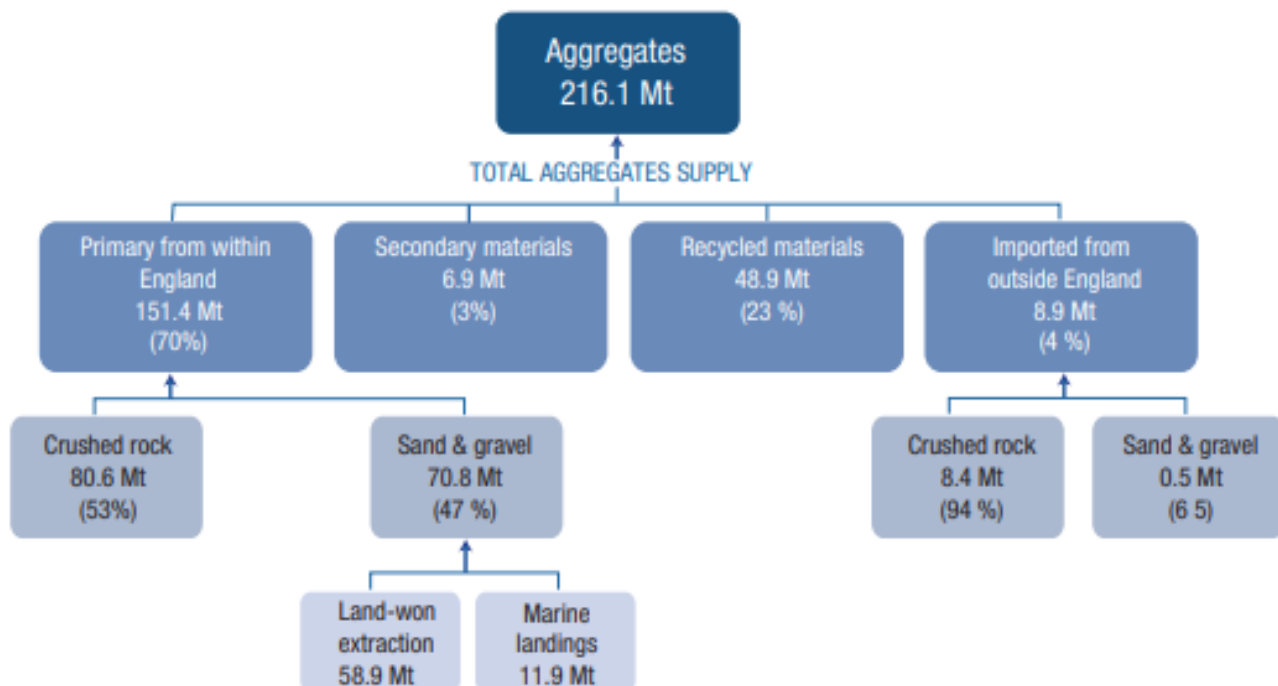 Aggregates
216.1 Mt
TOTAL AGGREGATES SUPPLY
Primary from within
England
151.4 Mt
(70%)
Secondary materials
6.9 Mt
(3%)
Recycled materials
48.9 Mt
(23 %)
Imported from
outside England
8.9 Mt
(4 %)
Crushed rock
80.6 Mt
(53%)
Sand & gravel
70.8 Mt
(47 %)
Crushed rock
8.4 Mt
(94 %)
Sand & gravel
0.5 Mt
(6 5)
Land-won
extraction
58.9 Mt
Marine
landings
11.9 Mt